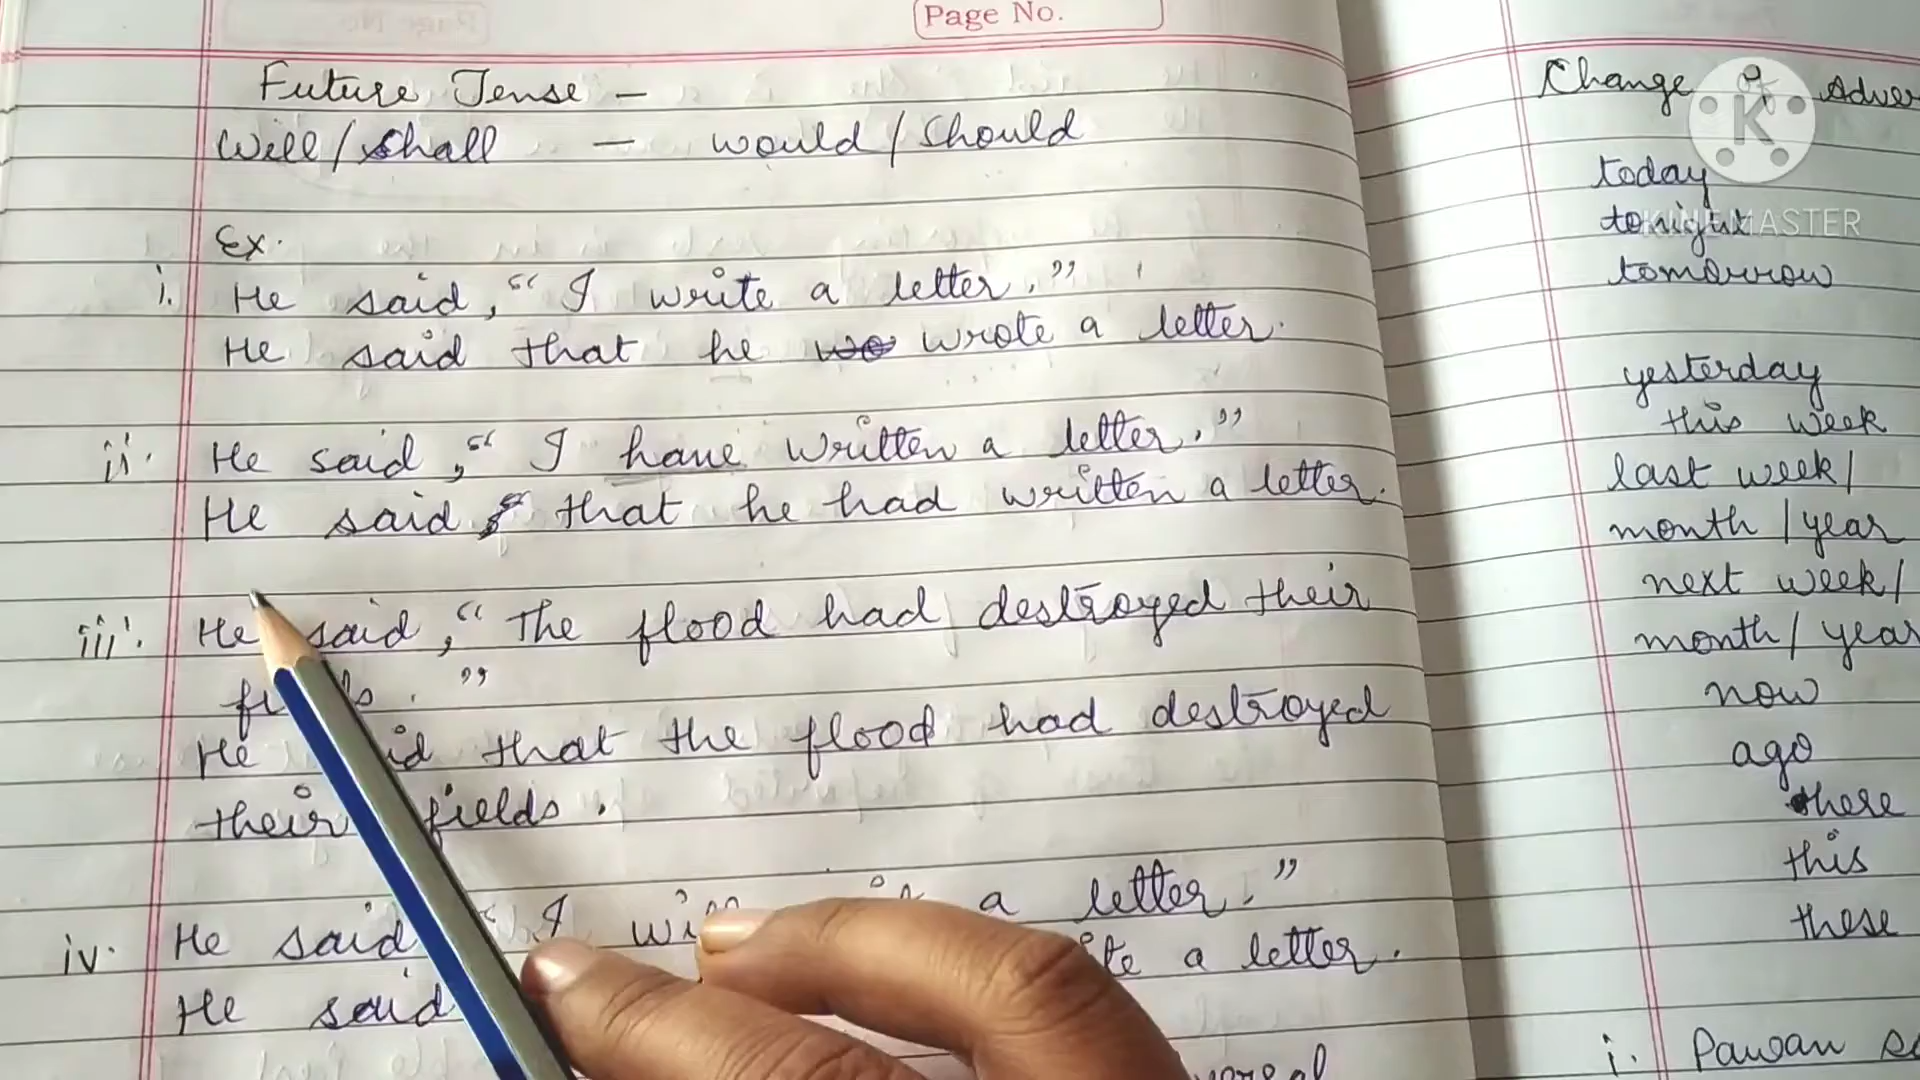 Page No.
Future Tense -
Will/shall - would/should
Ex.
i. He said, "I write a letter."
He said that he wrote a letter.
ii. He said, "I have written a letter."
He said that he had written a letter.
iii. He said, "The flood had destroyed their
He that the flood had destroyed
their fields.
iv. He said I a letter."
He said a letter.
Change of
today
tonight
tomorrow
yesterday
this week
last week/
month/year
next week/
month/year
now
ago
these
this
these
i. Pawan
KINEMASTER